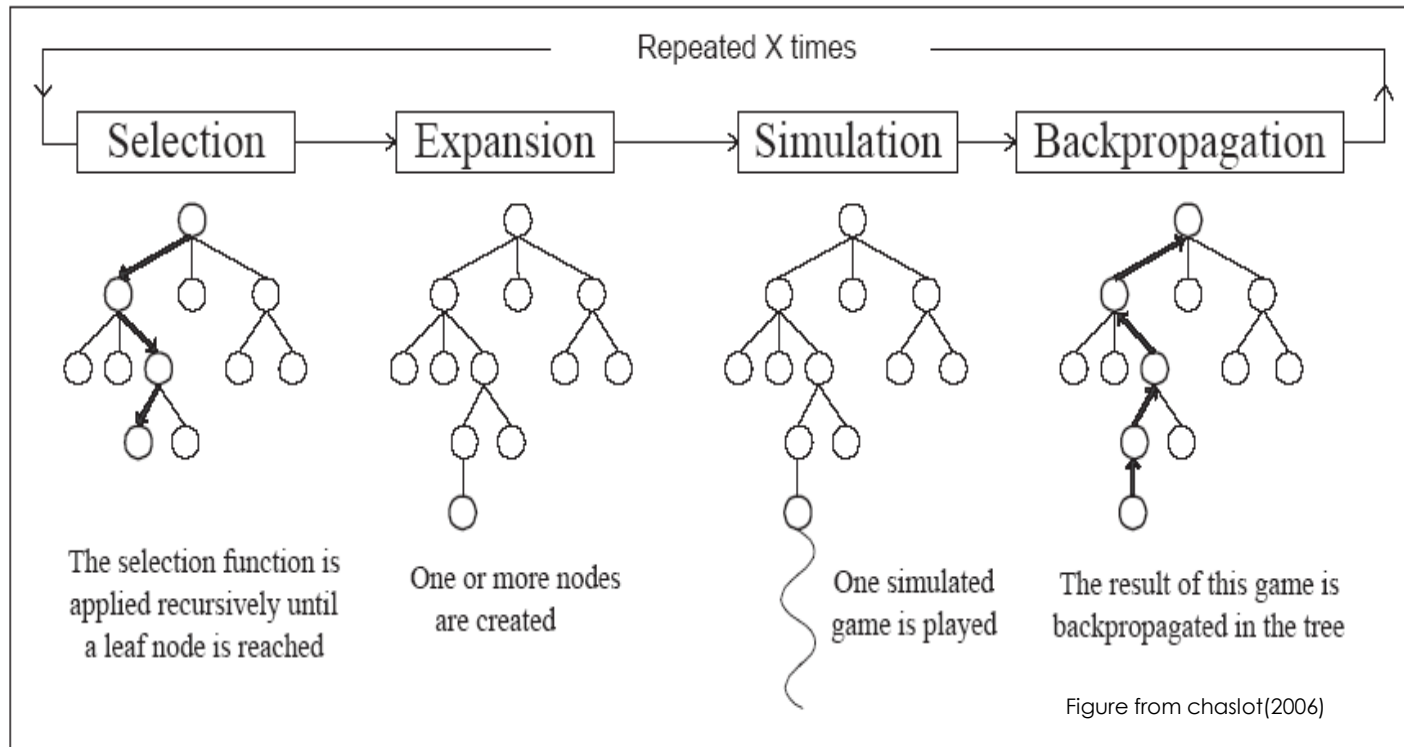 Repeated X times
Selection
Expansion
Simulation
Backpropagation
The selection function is
applied recursively until
a leaf node is reached
One or more nodes
are created
One simulated
game is played
The result of this game is
backpropagated in the tree
Figure from chaslot(2006)